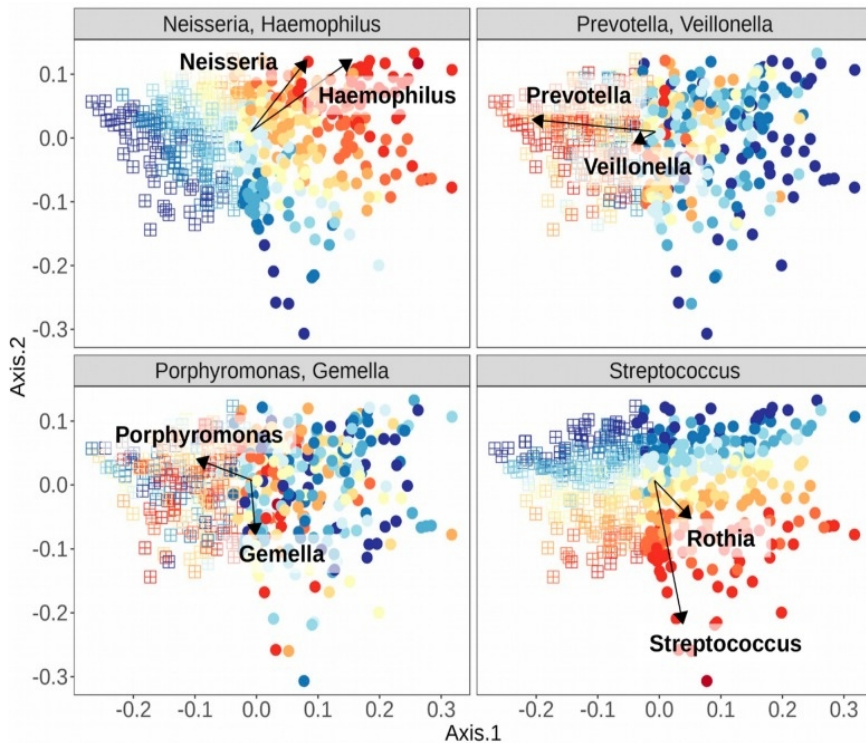 Neisseria, Haemophilus
Prevotella, Veillonella
Neisseria
Haemophilus
Prevotella
Veillonella
0.1
0.0
-0.1
-0.2
-0.3
Axis.2
Porphyromonas, Gemella
Streptococcus
Porphyromonas
Gemella
Rothia
Streptococcus
0.1
0.0
-0.1
-0.2
-0.3
-0.2 -0.1 0.0 0.1 0.2 0.3
-0.2 -0.1 0.0 0.1 0.2 0.3
Axis.1